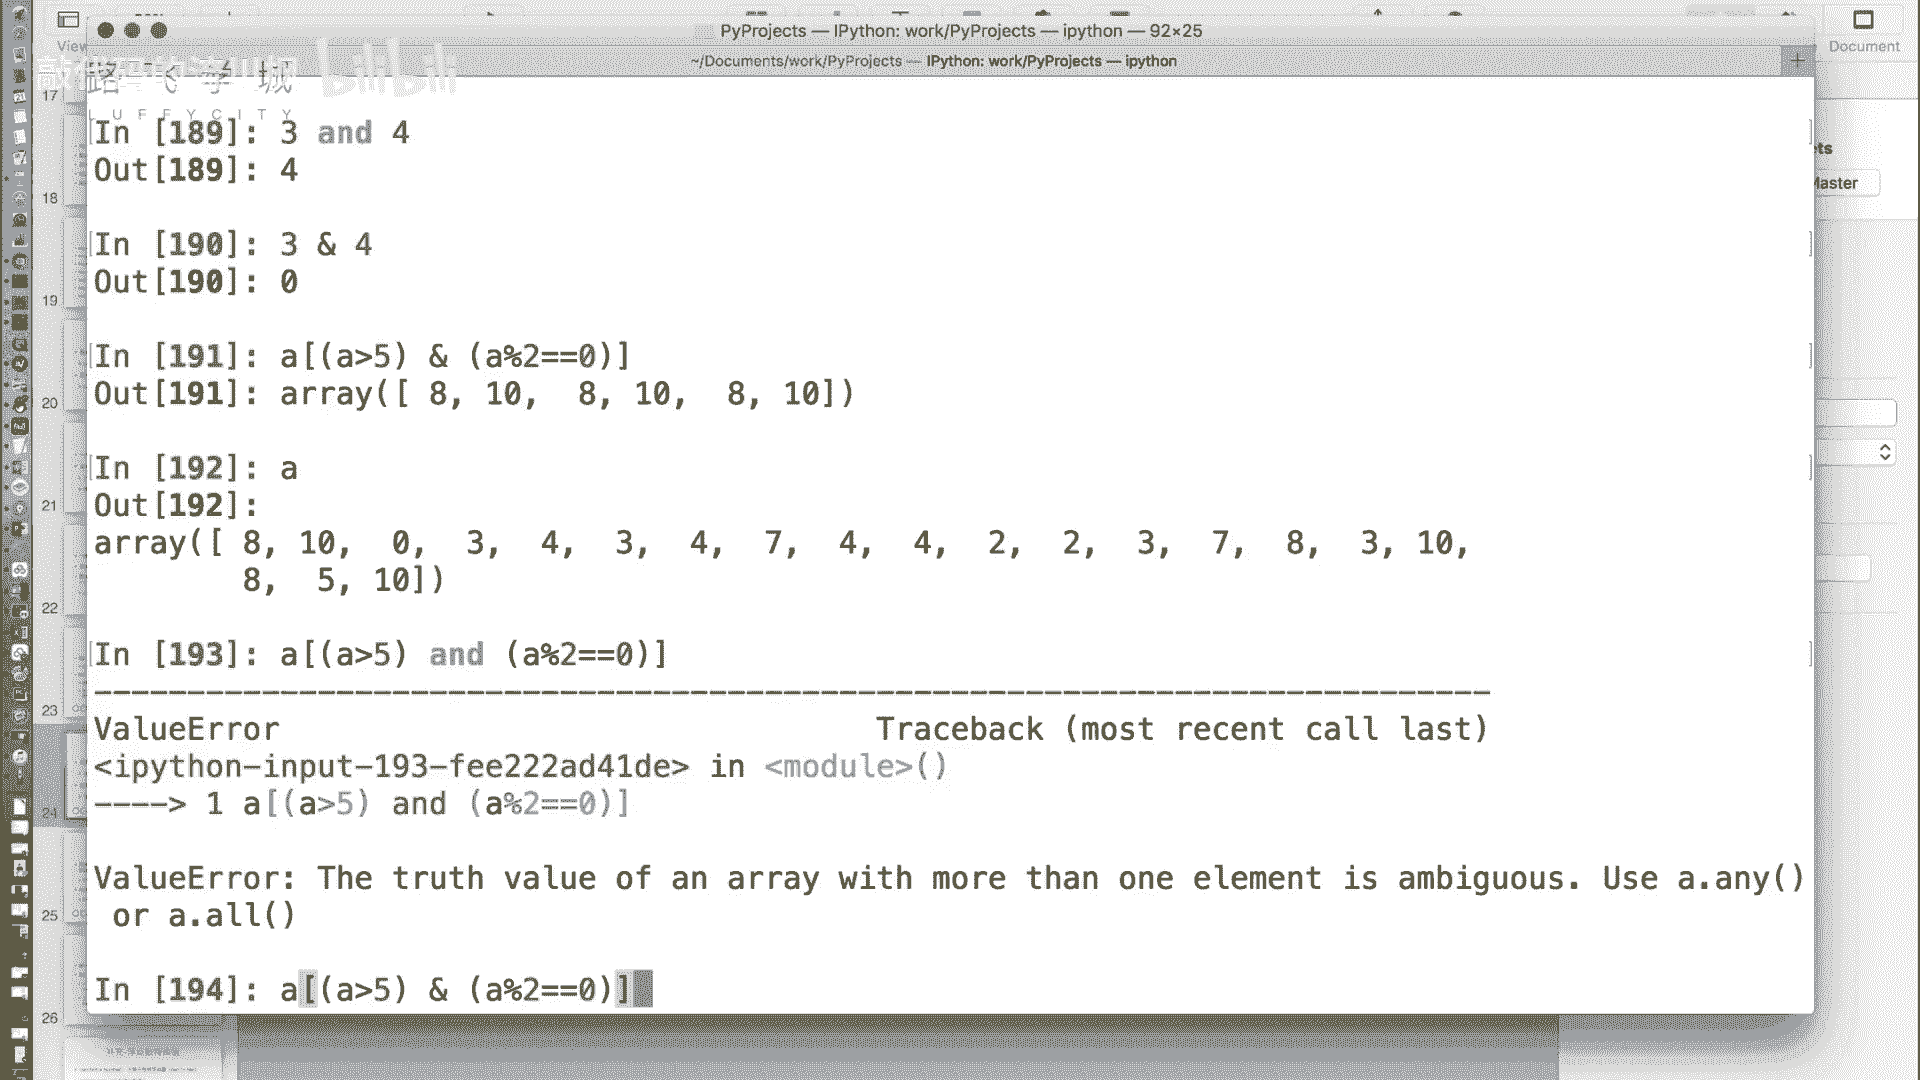 PyProjects — IPython: work/PyProjects — ipython — 92×25
View
Document
~/Documents/work/PyProjects — IPython: work/PyProjects — ipython
+
bilibili
LUFFYCITY
17
In [189]: 3 and 4
Out[189]: 4
Master
18
In [190]: 3 & 4
Out[190]: 0
19
In [191]: a[(a>5) & (a%2==0)]
Out[191]: array([ 8, 10,  8, 10,  8, 10])
20
In [192]: a
Out[192]:
21
array([ 8, 10,  0,  3,  4,  3,  4,  7,  4,  4,  2,  2,  3,  7,  8,  3, 10,
8,  5, 10])
22
In [193]: a[(a>5) and (a%2==0)]
---------------------------------------------------------------------------
23
ValueError                                Traceback (most recent call last)
<ipython-input-193-fee222ad41de> in <module>()
----> 1 a[(a>5) and (a%2==0)]
24
ValueError: The truth value of an array with more than one element is ambiguous. Use a.any()
or a.all()
25
In [194]: a[(a>5) & (a%2==0)]
26